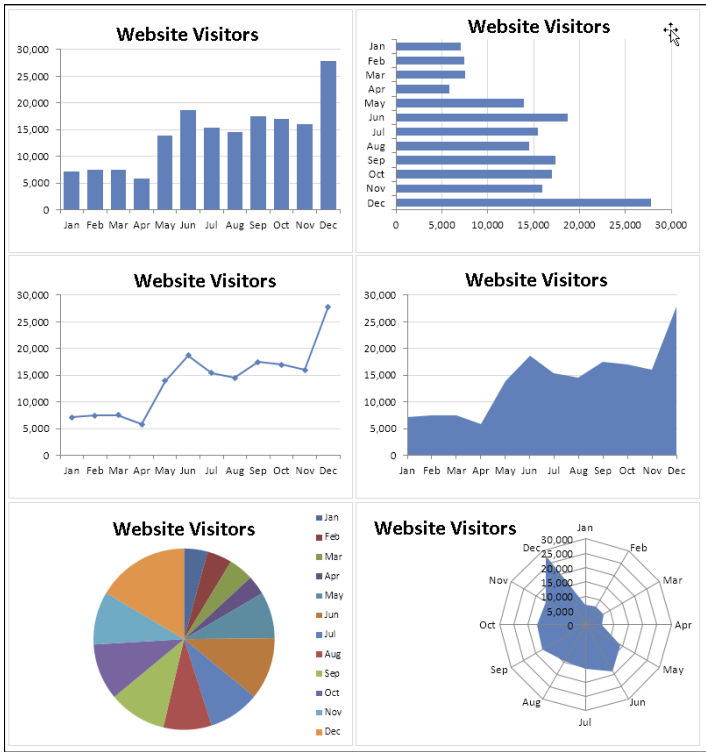 Website Visitors
30,000
25,000
20,000
15,000
10,000
5,000
0
Jan Feb Mar Apr May Jun Jul Aug Sep Oct Nov Dec
Website Visitors
Jan
Feb
Mar
Apr
May
Jun
Jul
Aug
Sep
Oct
Nov
Dec
0 5,000 10,000 15,000 20,000 25,000 30,000
Website Visitors
30,000
25,000
20,000
15,000
10,000
5,000
0
Jan Feb Mar Apr May Jun Jul Aug Sep Oct Nov Dec
Website Visitors
30,000
25,000
20,000
15,000
10,000
5,000
0
Jan Feb Mar Apr May Jun Jul Aug Sep Oct Nov Dec
Website Visitors
Jan
Feb
Mar
Apr
May
Jun
Jul
Aug
Sep
Oct
Nov
Dec
Website Visitors
Jan
Feb
Mar
Apr
May
Jun
Jul
Aug
Sep
Oct
Nov
Dec
30,000
25,000
20,000
15,000
10,000
5,000
0